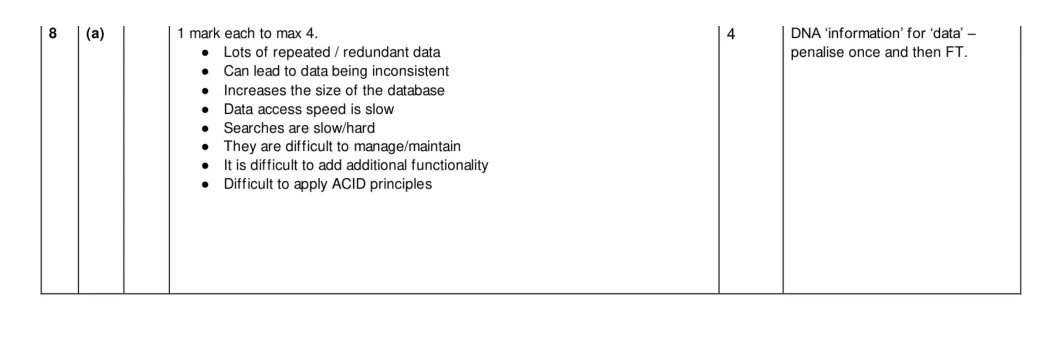 8 (a) 1 mark each to max 4. 4 DNA ‘information’ for ‘data’ –
● Lots of repeated / redundant data penalise once and then FT.
● Can lead to data being inconsistent
● Increases the size of the database
● Data access speed is slow
● Searches are slow/hard
● They are difficult to manage/maintain
● It is difficult to add additional functionality
● Difficult to apply ACID principles